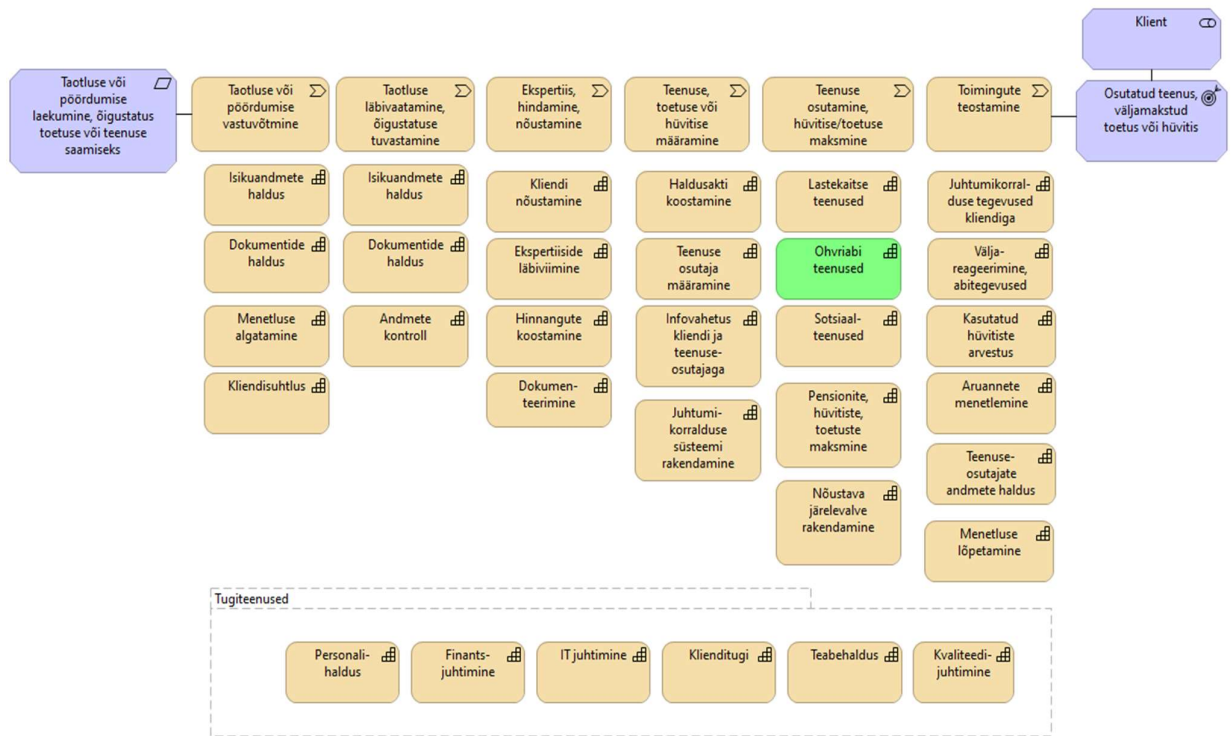 Klient
Taotluse või
pöördumise
laekumine, õigustatus
toetuse või teenuse
saamiseks
Taotluse või
pöördumise
vastuvõtmine
Taotluse
läbivaatamine,
õigustatuse
tuvastamine
Ekspertiis,
hindamine,
nõustamine
Teenuse,
toetuse või
hüvitise
määramine
Teenuse
osutamine,
hüvitise/toetuse
maksmine
Toimingute
teostamine
Osutatud teenus,
väljamakstud
toetus või hüvitis
Isikuandmete
haldus
Dokumentide
haldus
Menetluse
algatamine
Kliendisuhtlus
Isikuandmete
haldus
Dokumentide
haldus
Andmete
kontroll
Kliendi
nõustamine
Ekspertiiside
läbiviimine
Hinnangute
koostamine
Dokumen-
teerimine
Haldusakti
koostamine
Teenuse
osutaja
määramine
Infovahetus
kliendi ja
teenuse-
osutajaga
Juhtumi-
korralduse
süsteemi
rakendamine
Lastekaitse
teenused
Ohvriabi
teenused
Sotsiaal-
teenused
Pensionite,
hüvitiste,
toetuste
maksmine
Nõustava
järelevalve
rakendamine
Juhtumikorral-
duse tegevused
kliendiga
Välja-
reageerimine,
abitegevused
Kasutatud
hüvitiste
arvestus
Aruannete
menetlemine
Teenuse-
osutajate
andmete haldus
Menetluse
lõpetamine
Tugiteenused
Personali-
haldus
Finants-
juhtimine
IT juhtimine
Klienditugi
Teabehaldus
Kvaliteedi-
juhtimine